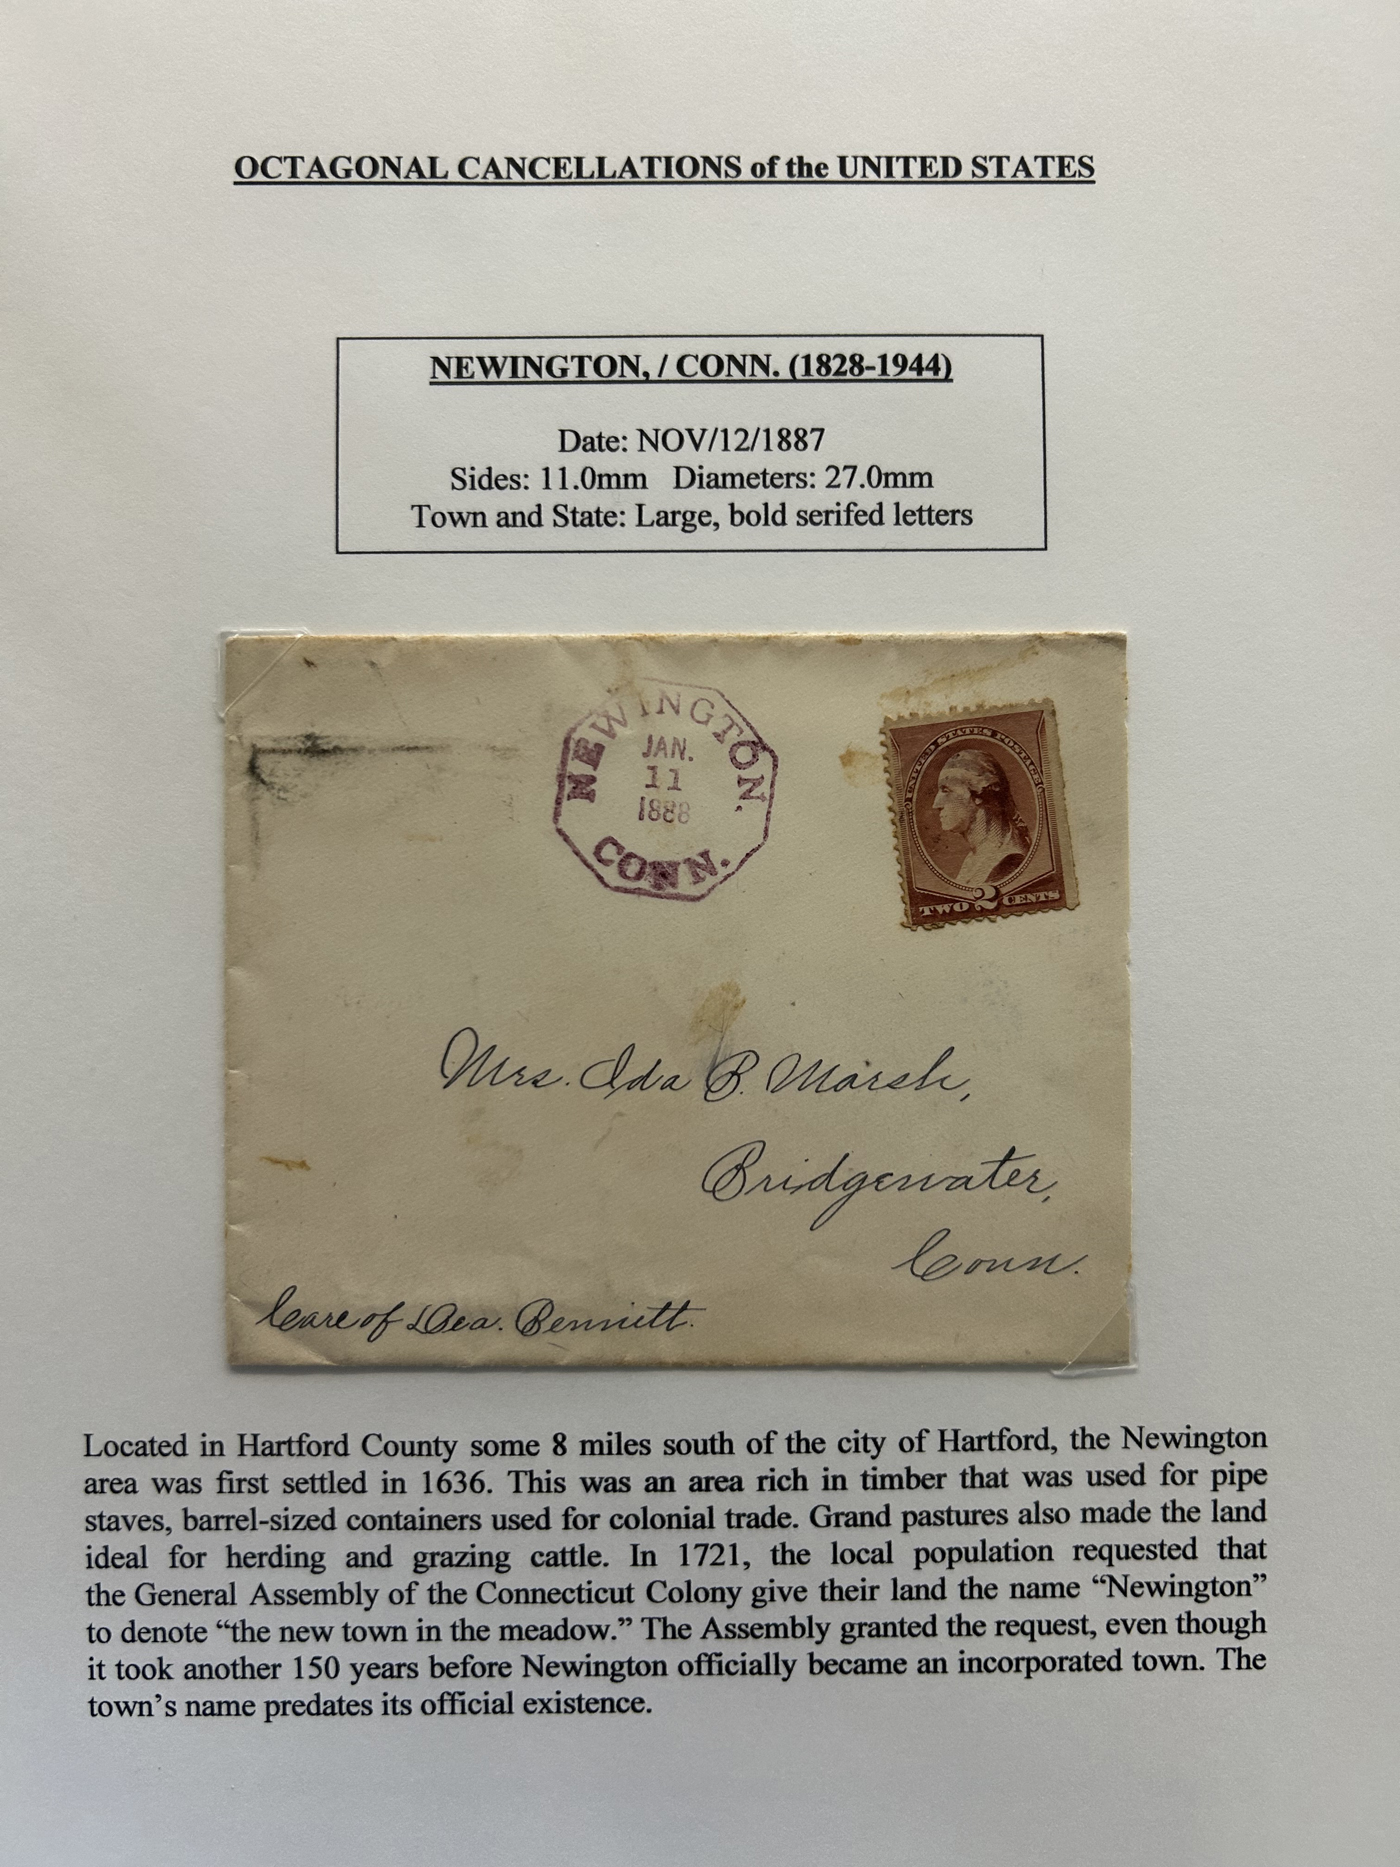 OCTAGONAL CANCELLATIONS of the UNITED STATES
NEWINGTON, / CONN. (1828-1944)
Date: NOV/12/1887
Sides: 11.0mm Diameters: 27.0mm
Town and State: Large, bold serifed letters
NEWINGTON,
JAN.
11
1888
CONN.
UNITED STATES POSTAGE
TWO 2 CENTS
Mrs. Ida B. Marsh,
Bridgewater,
Conn.
Care of Dea. Bennitt.
Located in Hartford County some 8 miles south of the city of Hartford, the Newington
area was first settled in 1636. This was an area rich in timber that was used for pipe
staves, barrel-sized containers used for colonial trade. Grand pastures also made the land
ideal for herding and grazing cattle. In 1721, the local population requested that
the General Assembly of the Connecticut Colony give their land the name “Newington”
to denote “the new town in the meadow.” The Assembly granted the request, even though
it took another 150 years before Newington officially became an incorporated town. The
town’s name predates its official existence.